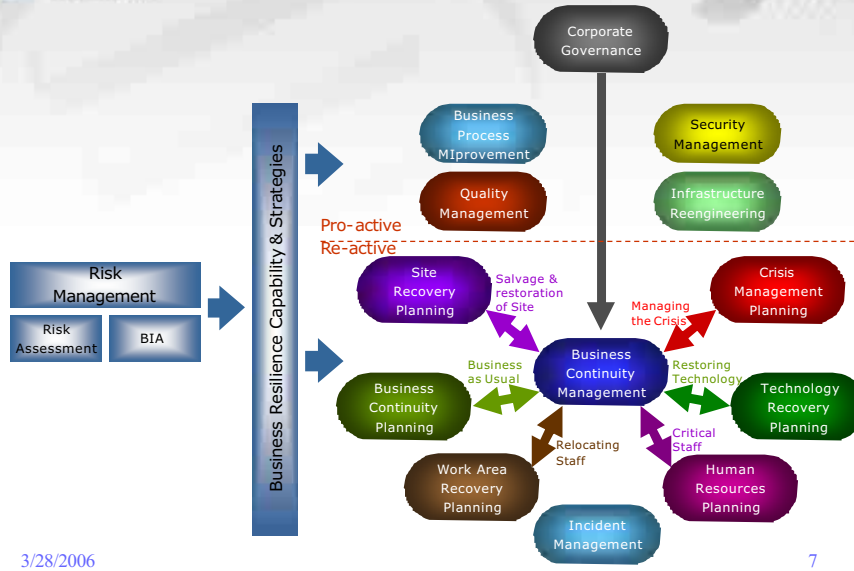 Corporate
Governance
Business
Process
MIprovement
Security
Management
Quality
Management
Infrastructure
Reengineering
Pro-active
Re-active
Risk
Management
Risk
Assessment
BIA
Business Resilience Capability & Strategies
Site
Recovery
Planning
Salvage &
restoration
of Site
Managing
the Crisis
Crisis
Management
Planning
Business
Continuity
Management
Business
as Usual
Restoring
Technology
Business
Continuity
Planning
Technology
Recovery
Planning
Relocating
Staff
Critical
Staff
Work Area
Recovery
Planning
Human
Resources
Planning
Incident
Management
3/28/2006
7